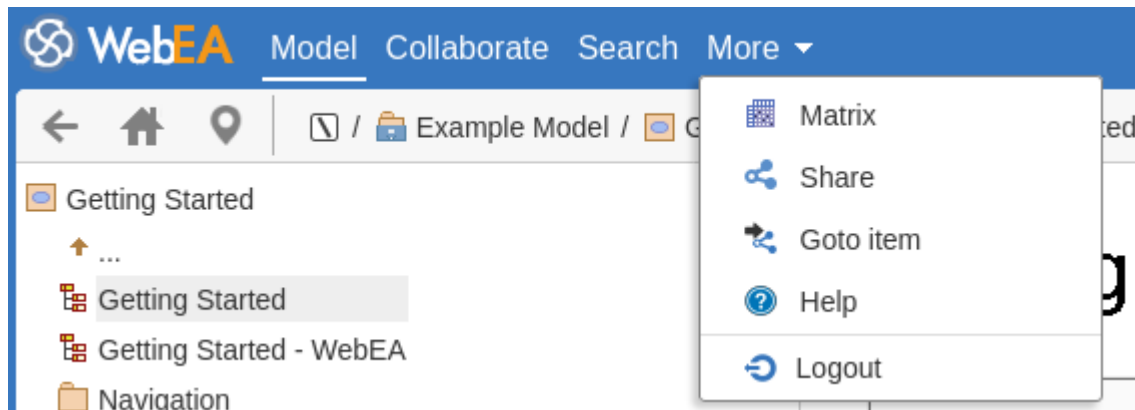 WebEA Model Collaborate Search More
/ Example Model / G
Matrix
Share
Goto item
Help
Logout
Getting Started
...
Getting Started
Getting Started - WebEA
Navigation